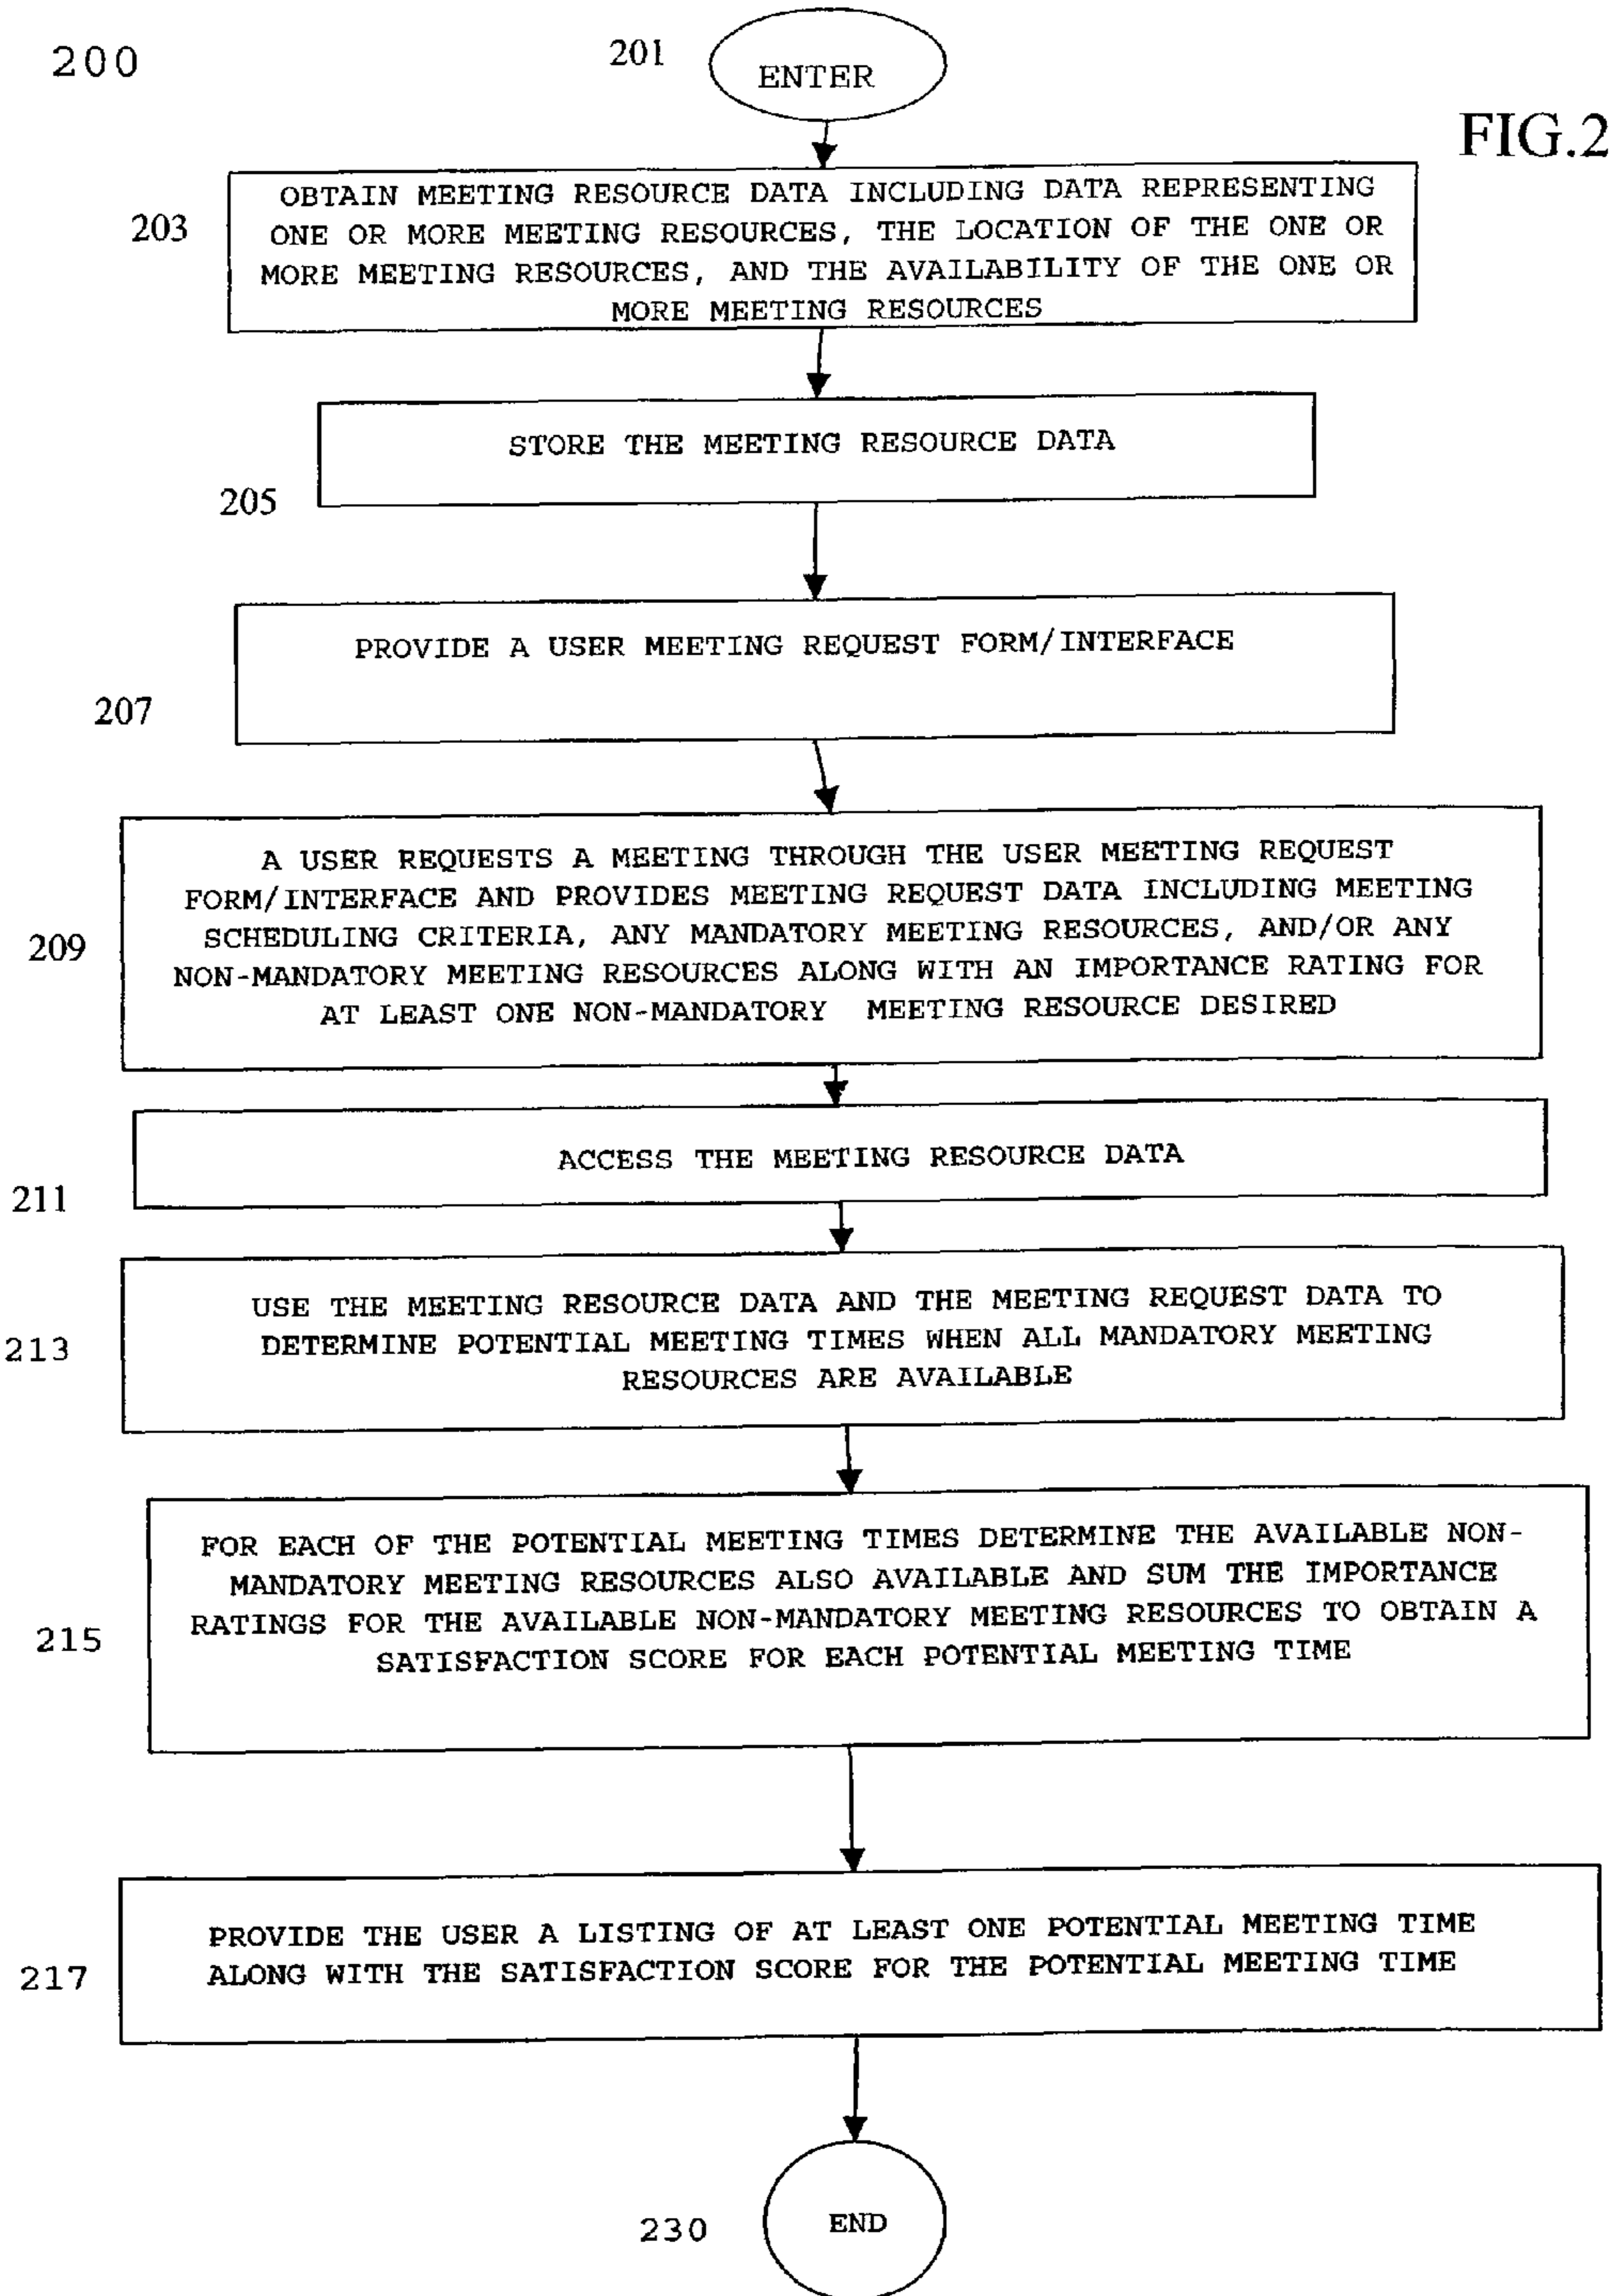 200
201
ENTER
FIG.2
203
OBTAIN MEETING RESOURCE DATA INCLUDING DATA REPRESENTING
ONE OR MORE MEETING RESOURCES, THE LOCATION OF THE ONE OR
MORE MEETING RESOURCES, AND THE AVAILABILITY OF THE ONE OR
MORE MEETING RESOURCES
STORE THE MEETING RESOURCE DATA
205
PROVIDE A USER MEETING REQUEST FORM/INTERFACE
207
A USER REQUESTS A MEETING THROUGH THE USER MEETING REQUEST
FORM/INTERFACE AND PROVIDES MEETING REQUEST DATA INCLUDING MEETING
SCHEDULING CRITERIA, ANY MANDATORY MEETING RESOURCES, AND/OR ANY
NON-MANDATORY MEETING RESOURCES ALONG WITH AN IMPORTANCE RATING FOR
AT LEAST ONE NON-MANDATORY MEETING RESOURCE DESIRED
209
ACCESS THE MEETING RESOURCE DATA
211
USE THE MEETING RESOURCE DATA AND THE MEETING REQUEST DATA TO
DETERMINE POTENTIAL MEETING TIMES WHEN ALL MANDATORY MEETING
RESOURCES ARE AVAILABLE
213
FOR EACH OF THE POTENTIAL MEETING TIMES DETERMINE THE AVAILABLE NON-
MANDATORY MEETING RESOURCES ALSO AVAILABLE AND SUM THE IMPORTANCE
RATINGS FOR THE AVAILABLE NON-MANDATORY MEETING RESOURCES TO OBTAIN A
SATISFACTION SCORE FOR EACH POTENTIAL MEETING TIME
215
PROVIDE THE USER A LISTING OF AT LEAST ONE POTENTIAL MEETING TIME
ALONG WITH THE SATISFACTION SCORE FOR THE POTENTIAL MEETING TIME
217
230
END